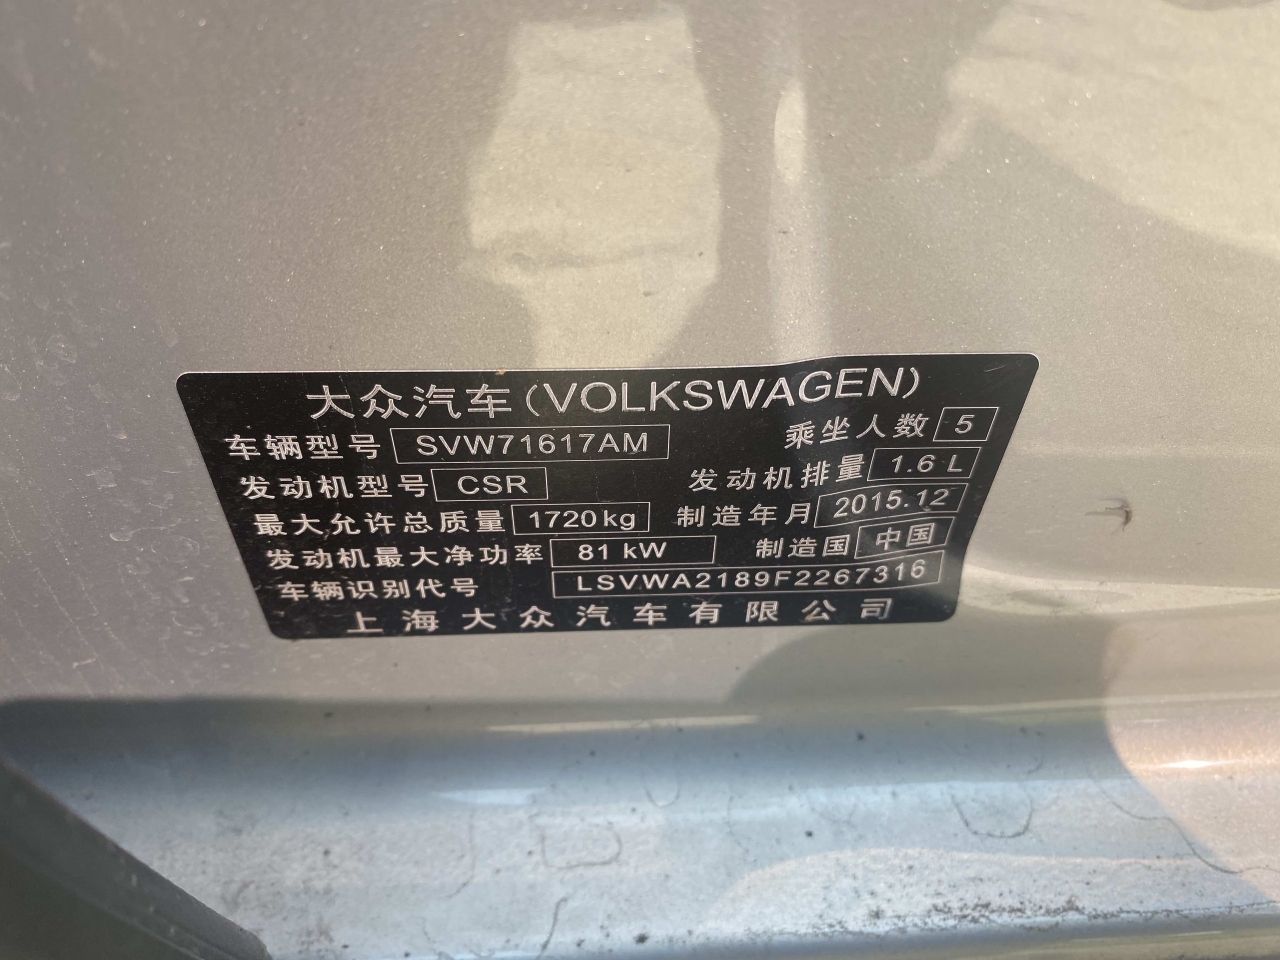 大众汽车(VOLKSWAGEN)
车辆型号 SVW71617AM 乘坐人数 5
发动机型号 CSR 发动机排量 1.6 L
最大允许总质量 1720kg 制造年月 2015.12
发动机最大净功率 81 kW 制造国 中国
车辆识别代号 LSVWA2189F2267316
上海大众汽车有限公司